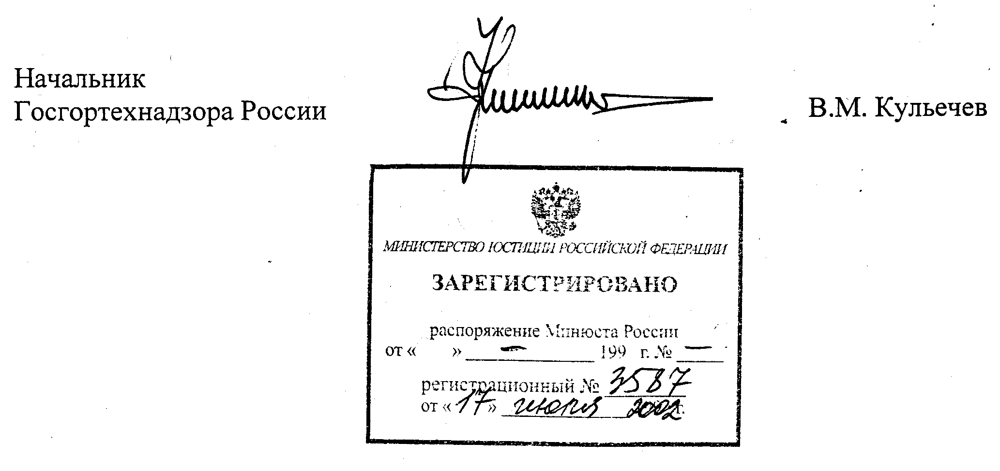 Начальник
Госгортехнадзора России
В.М. Кульечев
МИНИСТЕРСТВО ЮСТИЦИИ РОССИЙСКОЙ ФЕДЕРАЦИИ
ЗАРЕГИСТРИРОВАНО
распоряжение Минюста России
от « » — 199 г. № —
регистрационный № 3587
от «17» июля 2002 г.